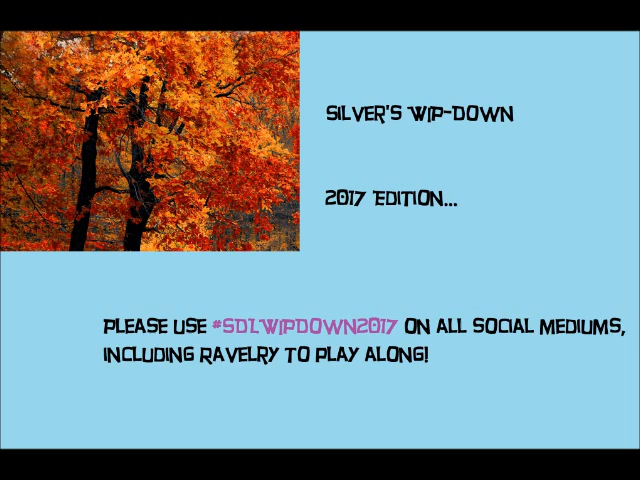 SILVER'S WIP-DOWN
2017 EDITION...
PLEASE USE #SDLWIPDOWN2017 ON ALL SOCIAL MEDIUMS,
INCLUDING RAVELRY TO PLAY ALONG!